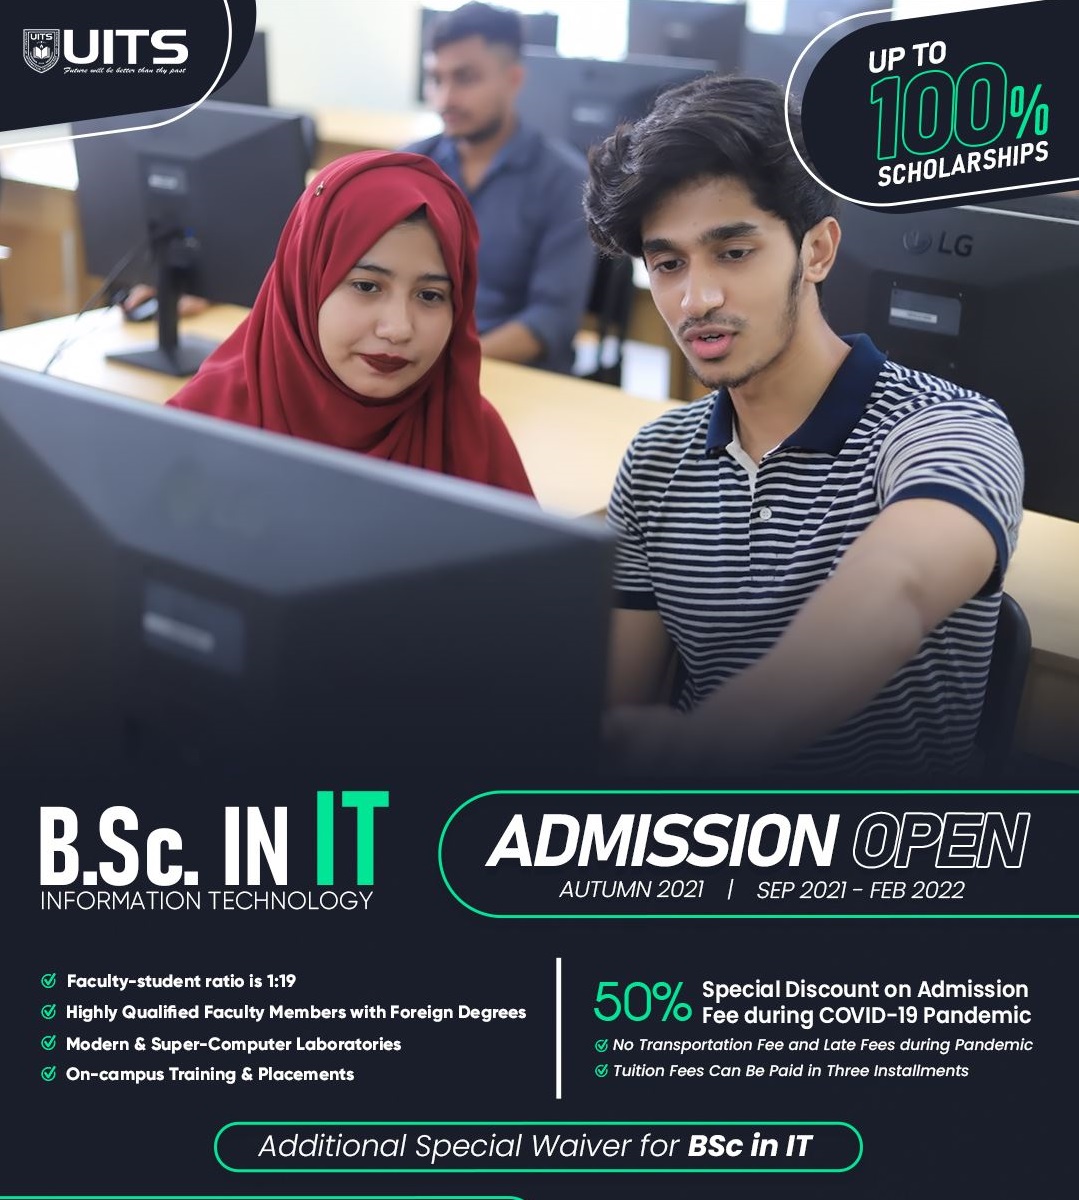 UITS
UITS
Future will be better than thy past
UP TO
100%
SCHOLARSHIPS
LG
B.Sc. IN IT
INFORMATION TECHNOLOGY
ADMISSION OPEN
AUTUMN 2021 | SEP 2021 - FEB 2022
Faculty-student ratio is 1:19
Highly Qualified Faculty Members with Foreign Degrees
Modern & Super-Computer Laboratories
On-campus Training & Placements
50% Special Discount on Admission
Fee during COVID-19 Pandemic
No Transportation Fee and Late Fees during Pandemic
Tuition Fees Can Be Paid in Three Installments
Additional Special Waiver for BSc in IT